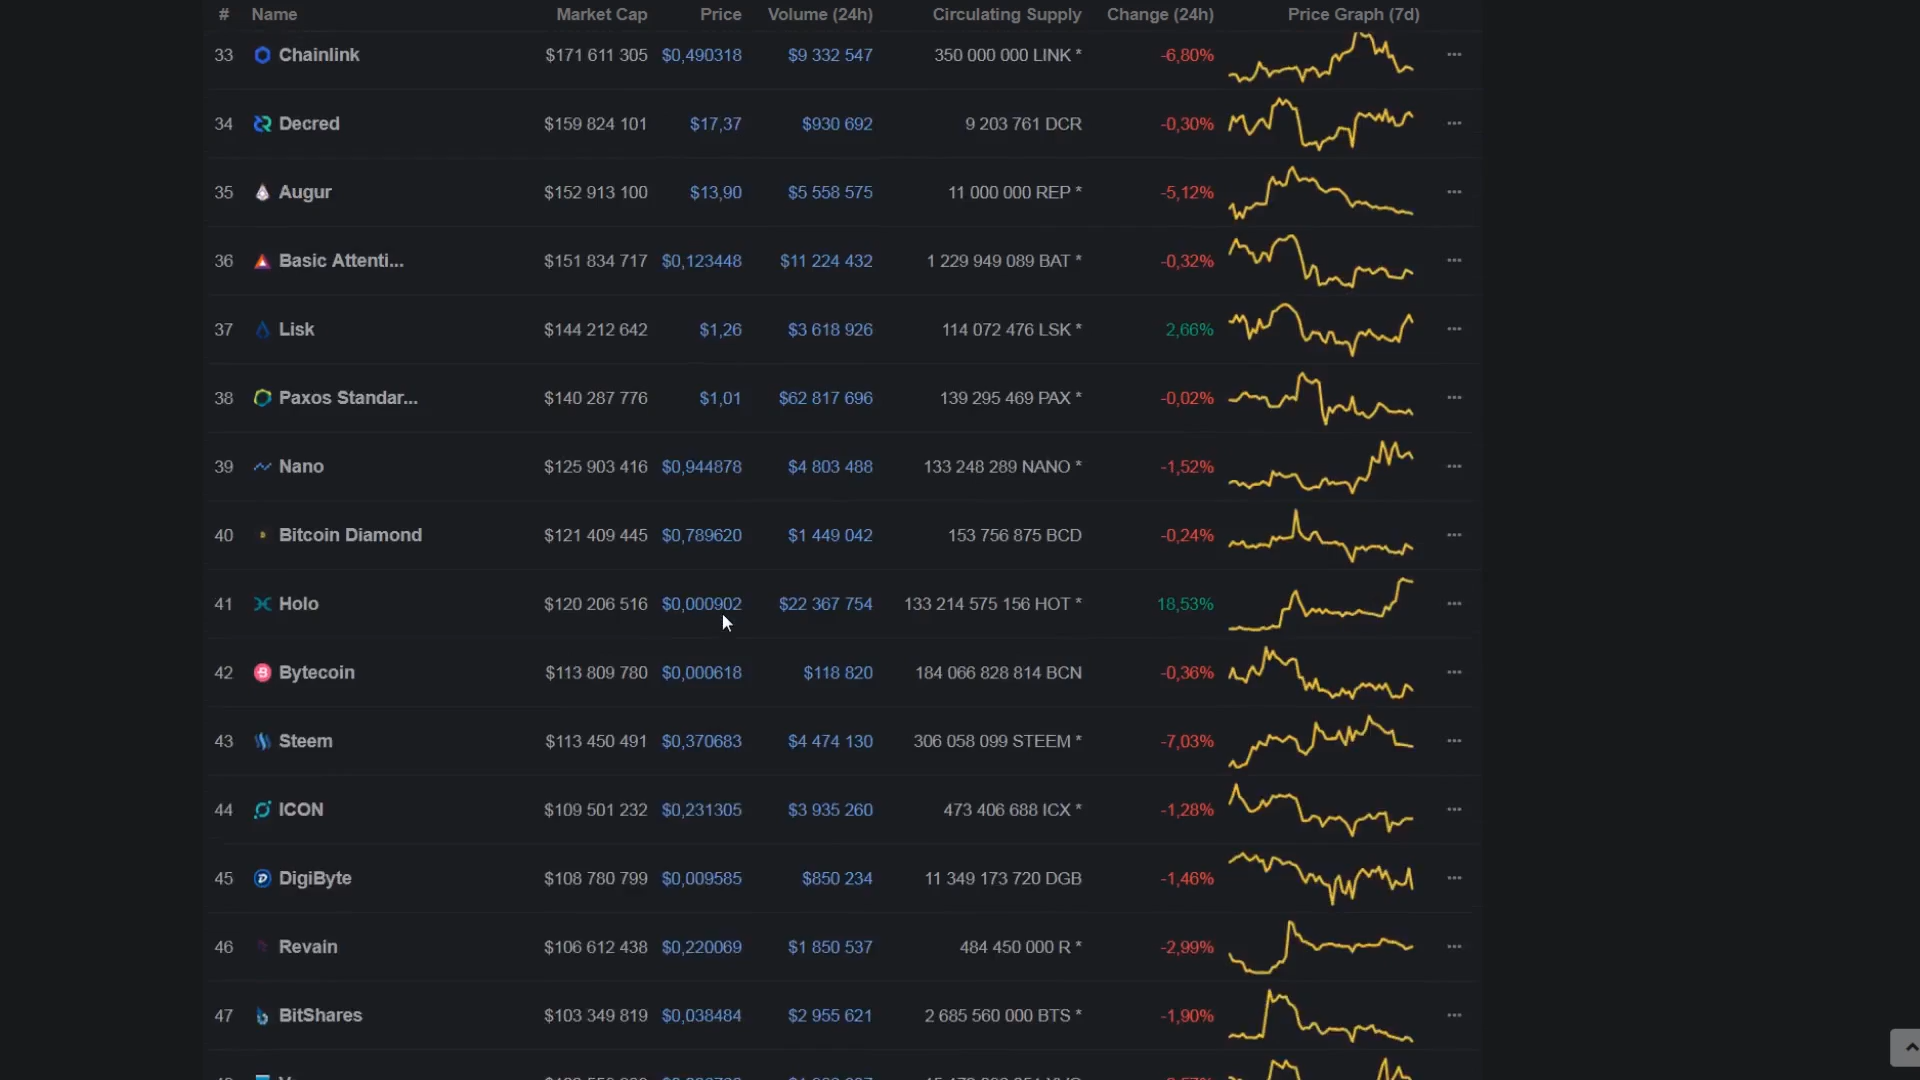 # Name Market Cap Price Volume (24h) Circulating Supply Change (24h) Price Graph (7d)
33 Chainlink $171 611 305 $0,490318 $9 332 547 350 000 000 LINK * -6,80%
34 Decred $159 824 101 $17,37 $930 692 9 203 761 DCR -0,30%
35 Augur $152 913 100 $13,90 $5 558 575 11 000 000 REP * -5,12%
36 Basic Attenti... $151 834 717 $0,123448 $11 224 432 1 229 949 089 BAT * -0,32%
37 Lisk $144 212 642 $1,26 $3 618 926 114 072 476 LSK * 2,66%
38 Paxos Standar... $140 287 776 $1,01 $62 817 696 139 295 469 PAX * -0,02%
39 Nano $125 903 416 $0,944878 $4 803 488 133 248 289 NANO * -1,52%
40 Bitcoin Diamond $121 409 445 $0,789620 $1 449 042 153 756 875 BCD -0,24%
41 Holo $120 206 516 $0,000902 $22 367 754 133 214 575 156 HOT * 18,53%
42 Bytecoin $113 809 780 $0,000618 $118 820 184 066 828 814 BCN -0,36%
43 Steem $113 450 491 $0,370683 $4 474 130 306 058 099 STEEM * -7,03%
44 ICON $109 501 232 $0,231305 $3 935 260 473 406 688 ICX * -1,28%
45 DigiByte $108 780 799 $0,009585 $850 234 11 349 173 720 DGB -1,46%
46 Revain $106 612 438 $0,220069 $1 850 537 484 450 000 R * -2,99%
47 BitShares $103 349 819 $0,038484 $2 955 621 2 685 560 000 BTS * -1,90%